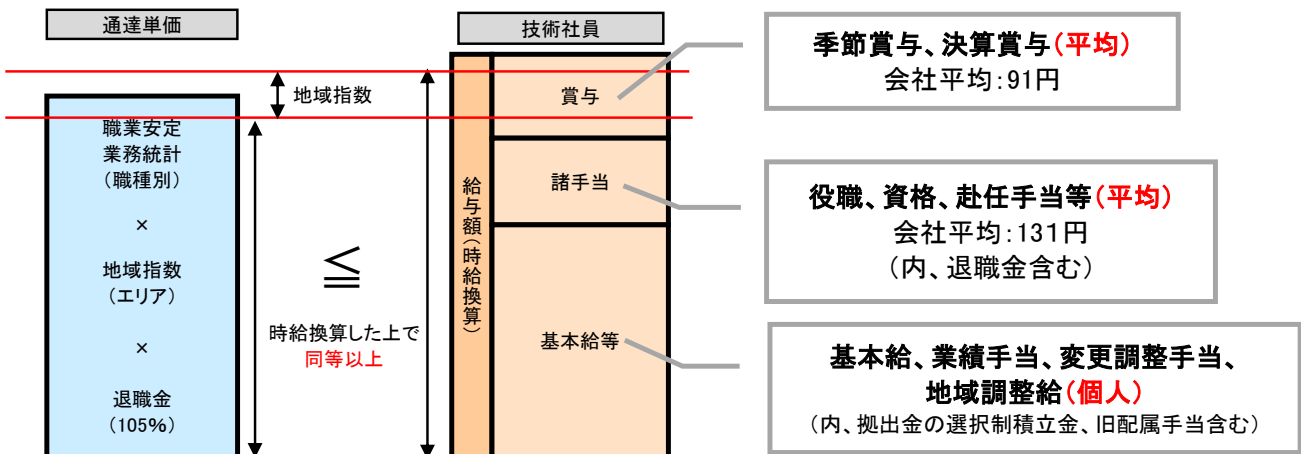 通達単価
職業安定
業務統計
(職種別)
×
地域指数
(エリア)
×
退職金
(105%)
地域指数
≦
時給換算した上で
同等以上
技術社員
給与額(時給換算)
賞与
諸手当
基本給等
季節賞与、決算賞与(平均)
会社平均:91円
役職、資格、赴任手当等(平均)
会社平均:131円
(内、退職金含む)
基本給、業績手当、変更調整手当、
地域調整給(個人)
(内、拠出金の選択制積立金、旧配属手当含む)